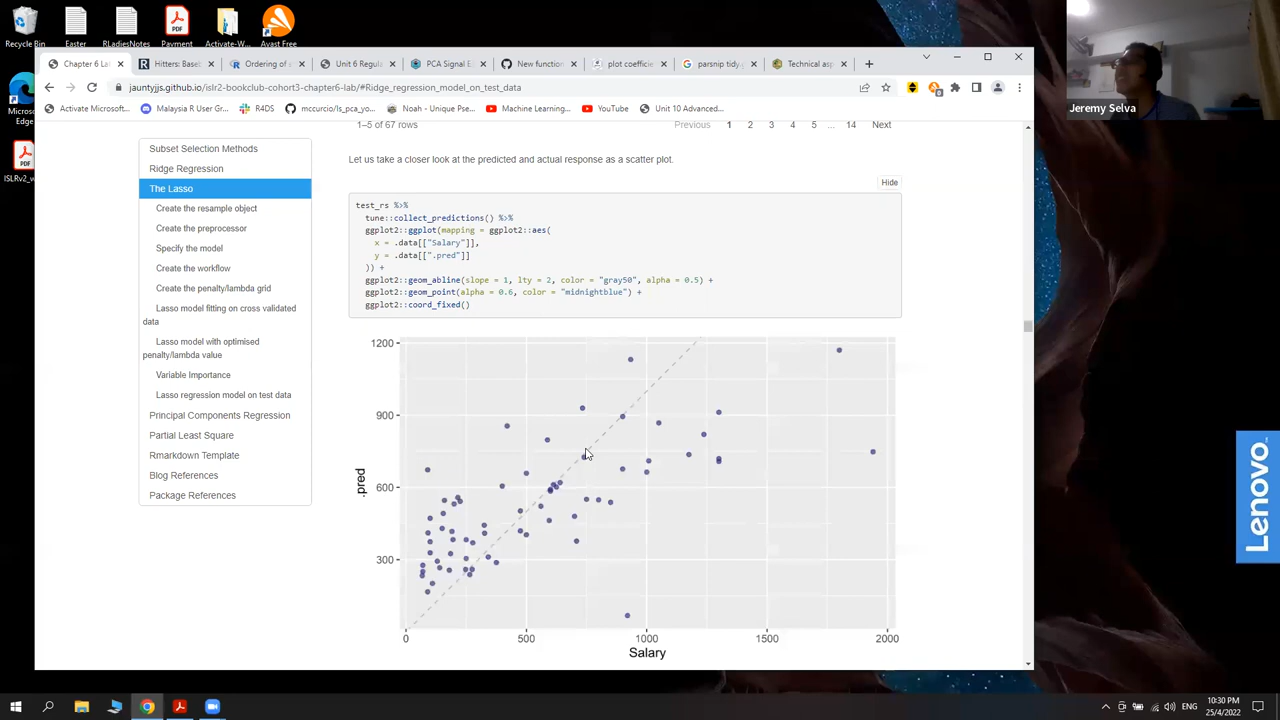 Recycle Bin
Easter
RLadiesNotes
Payment
Activate-W...
Avast Free
Chapter 6 La
Hitters: Baseb
Ordering of x
Unit 6 Regula
PCA Signal E
New function
plot coefficien
parsnip tidy.
Technical asp
jauntyjjs.github.io/islr-bookclub-cohort3-chapter6-lab/#Ridge_regression_model_on_test_data
Activate Microsoft...
Malaysia R User Gr...
R4DS
mccurcio/ls_pca_yo...
Noah - Unique Pse...
Machine Learning...
YouTube
Unit 10 Advanced...
Microsoft
Edge
ISLRv2_w
Jeremy Selva
1–5 of 67 rows
Previous 1 2 3 4 5 ... 14 Next
Subset Selection Methods
Ridge Regression
The Lasso
Create the resample object
Create the preprocessor
Specify the model
Create the workflow
Create the penalty/lambda grid
Lasso model fitting on cross validated
data
Lasso model with optimised
penalty/lambda value
Variable Importance
Lasso regression model on test data
Principal Components Regression
Partial Least Square
Rmarkdown Template
Blog References
Package References
Let us take a closer look at the predicted and actual response as a scatter plot.
Hide
test_rs %>%
tune::collect_predictions() %>%
ggplot2::ggplot(mapping = ggplot2::aes(
x = .data[["Salary"]],
y = .data[[".pred"]]
)) +
ggplot2::geom_abline(slope = 1, lty = 2, color = "gray50", alpha = 0.5) +
ggplot2::geom_point(alpha = 0.6, color = "midnightblue") +
ggplot2::coord_fixed()
1200
900
600
300
.pred
0 500 1000 1500 2000
Salary
Lenovo
10:30 PM
25/4/2022